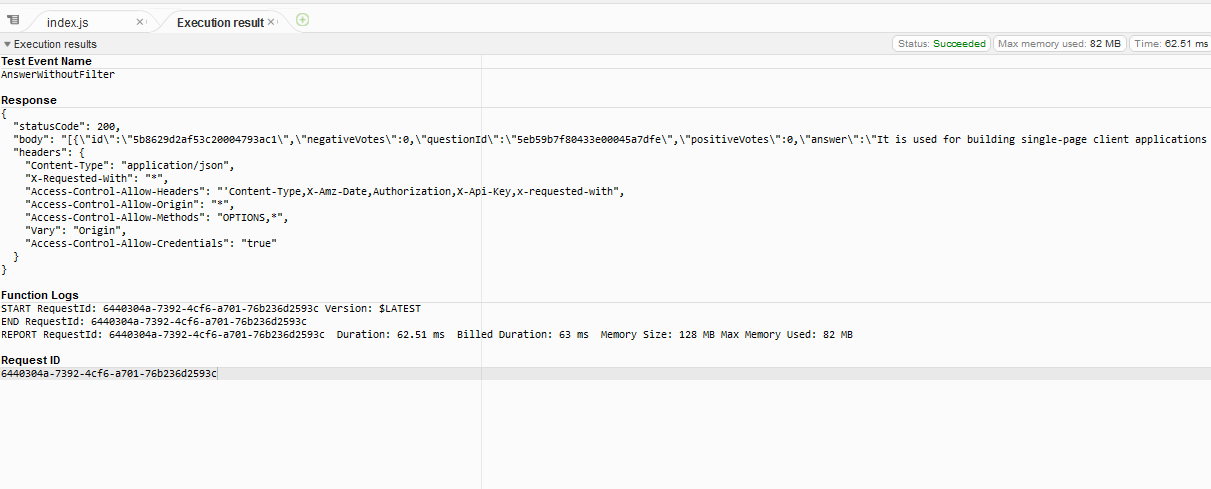 index.js
Execution result
Execution results
Status: Succeeded
Max memory used: 82 MB
Time: 62.51 ms
Test Event Name
AnswerWithoutFilter
Response
{
"statusCode": 200,
"body": "[{\"id\":\"5b8629d2af53c20004793ac1\",\"negativeVotes\":0,\"questionId\":\"5eb59b7f80433e00045a7dfe\",\"positiveVotes\":0,\"answer\":\"It is used for building single-page client applications
"headers": {
"Content-Type": "application/json",
"X-Requested-With": "*",
"Access-Control-Allow-Headers": "'Content-Type,X-Amz-Date,Authorization,X-Api-Key,x-requested-with",
"Access-Control-Allow-Origin": "*",
"Access-Control-Allow-Methods": "OPTIONS,*",
"Vary": "Origin",
"Access-Control-Allow-Credentials": "true"
}
}
Function Logs
START RequestId: 6440304a-7392-4cf6-a701-76b236d2593c Version: $LATEST
END RequestId: 6440304a-7392-4cf6-a701-76b236d2593c
REPORT RequestId: 6440304a-7392-4cf6-a701-76b236d2593c  Duration: 62.51 ms  Billed Duration: 63 ms  Memory Size: 128 MB Max Memory Used: 82 MB
Request ID
6440304a-7392-4cf6-a701-76b236d2593c